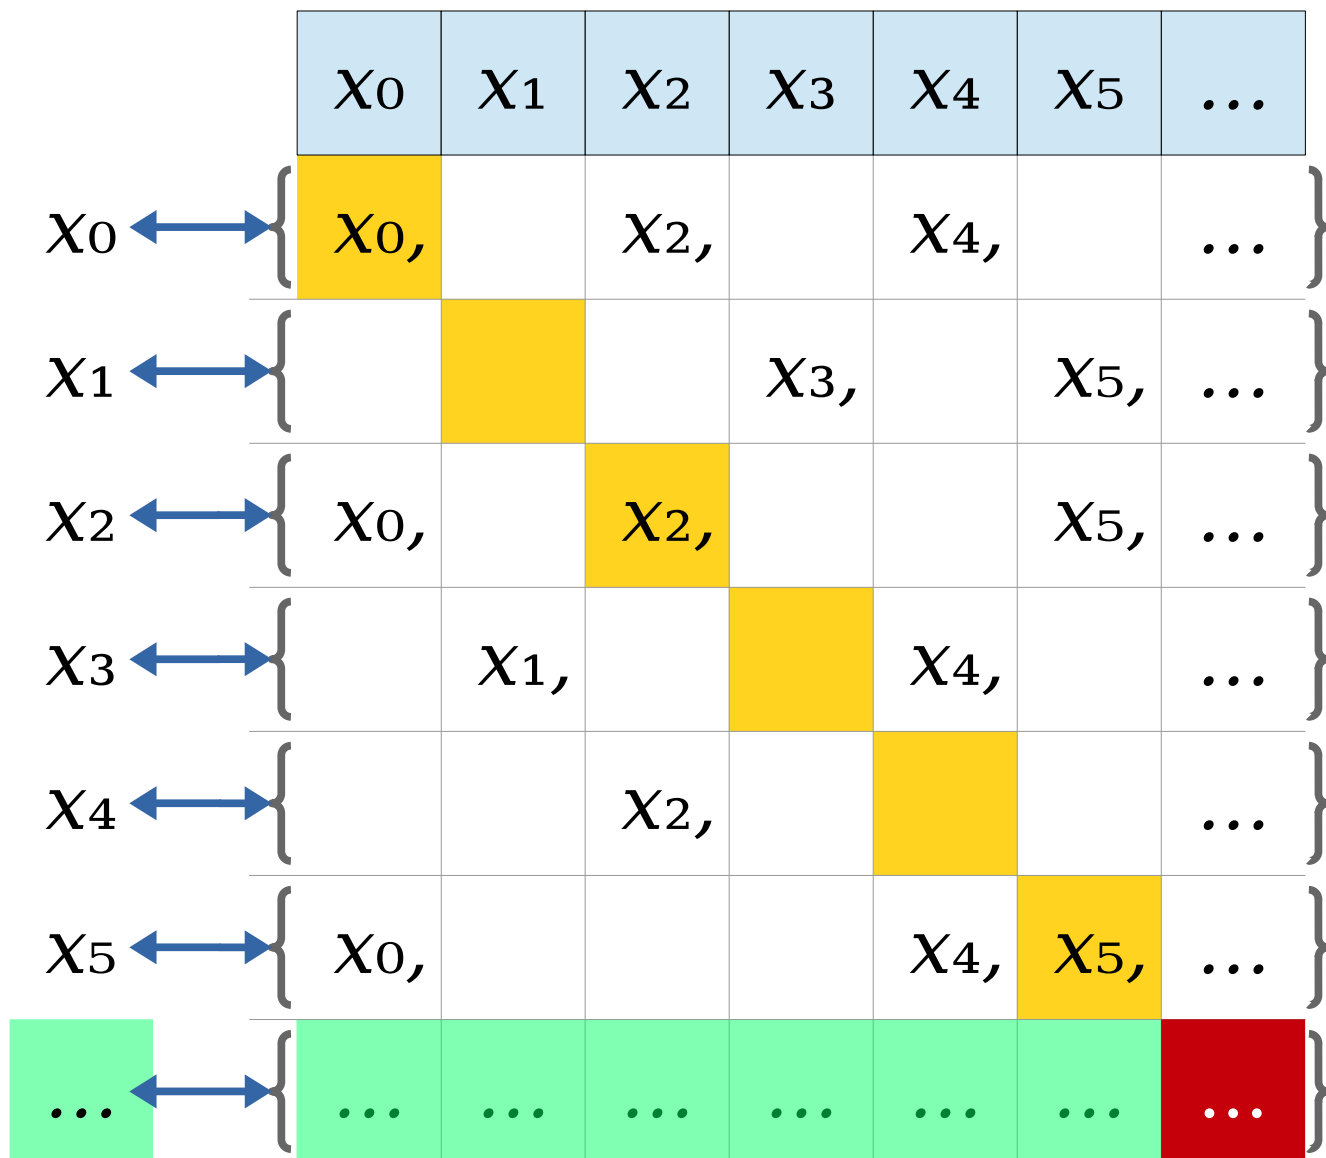 x₀ x₁ x₂ x₃ x₄ x₅ ...
x₀ { x₀, x₂, x₄, ... }
x₁ { x₃, x₅, ... }
x₂ { x₀, x₂, x₅, ... }
x₃ { x₁, x₄, ... }
x₄ { x₂, ... }
x₅ { x₀, x₄, x₅, ... }
... { ... ... ... ... ... ... ... }